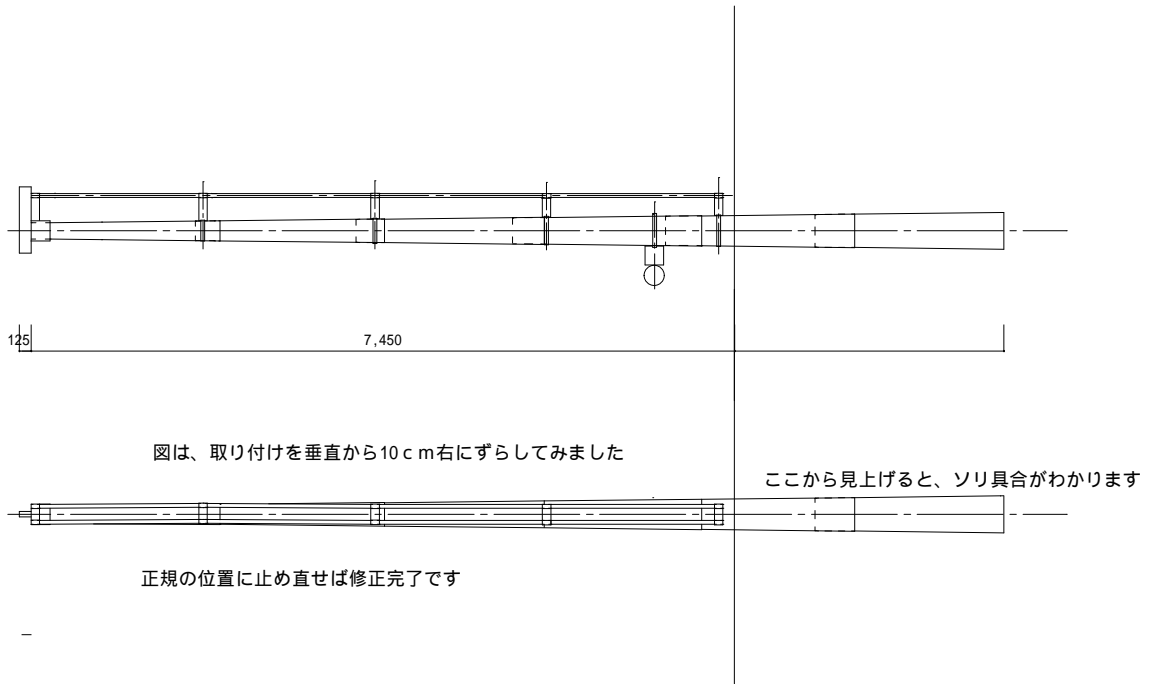 125
7,450
図は、取り付けを垂直から10ｃｍ右にずらしてみました
ここから見上げると、ソリ具合がわかります
正規の位置に止め直せば修正完了です